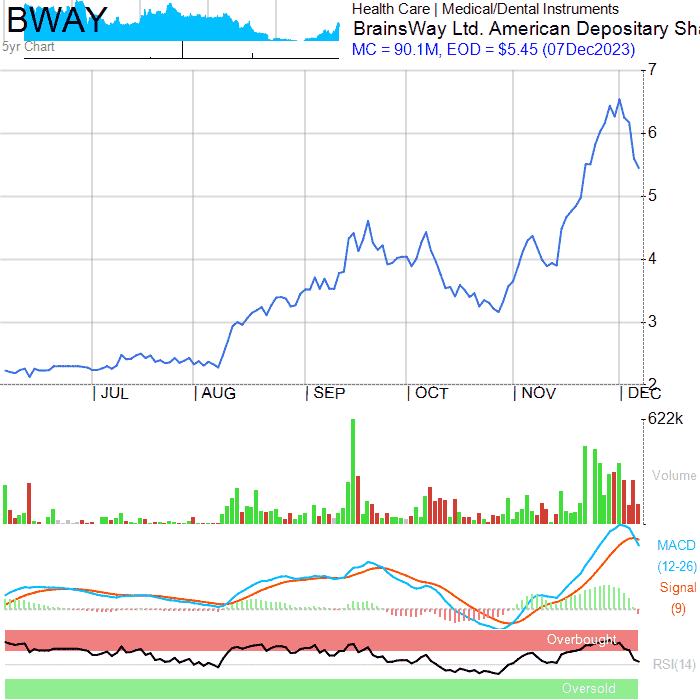 BWAY
5yr Chart
Health Care | Medical/Dental Instruments
BrainsWay Ltd. American Depositary Sha
MC = 90.1M, EOD = $5.45 (07Dec2023)
7
6
5
4
3
2
JUL AUG SEP OCT NOV DEC
622k
Volume
MACD
(12-26)
Signal
(9)
Overbought
RSI(14)
Oversold